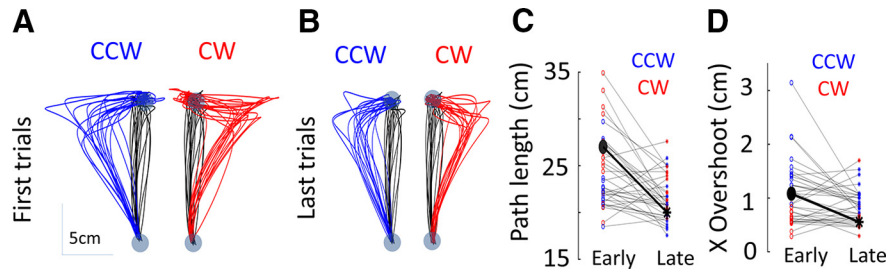 A
CCW
CW
First trials
5cm
B
CCW
CW
Last trials
C
CCW
CW
Path length (cm)
35
25
15
Early
Late
D
CCW
CW
X Overshoot (cm)
3
2
1
0
Early
Late